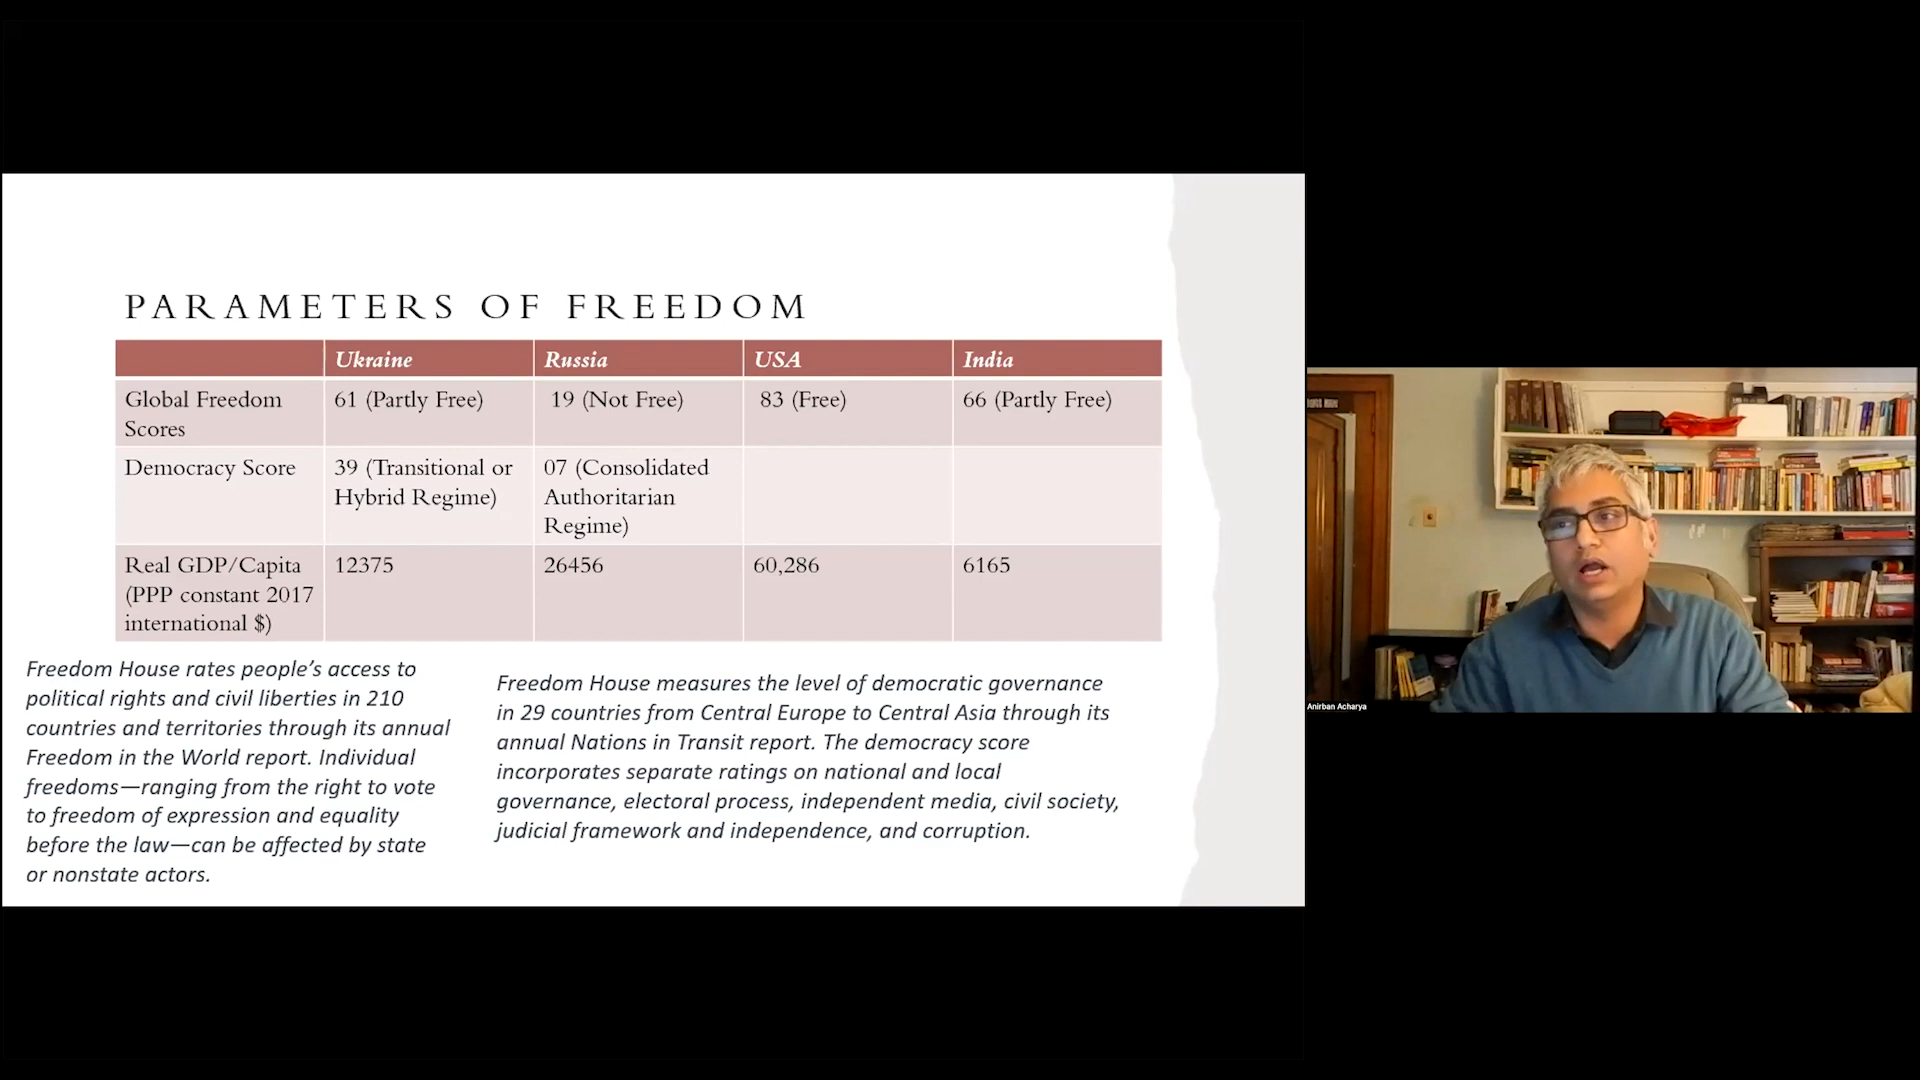 PARAMETERS OF FREEDOM
Ukraine Russia USA India
Global Freedom Scores 61 (Partly Free) 19 (Not Free) 83 (Free) 66 (Partly Free)
Democracy Score 39 (Transitional or Hybrid Regime) 07 (Consolidated Authoritarian Regime)
Real GDP/Capita (PPP constant 2017 international $) 12375 26456 60,286 6165
Freedom House rates people’s access to
political rights and civil liberties in 210
countries and territories through its annual
Freedom in the World report. Individual
freedoms—ranging from the right to vote
to freedom of expression and equality
before the law—can be affected by state
or nonstate actors.
Freedom House measures the level of democratic governance
in 29 countries from Central Europe to Central Asia through its
annual Nations in Transit report. The democracy score
incorporates separate ratings on national and local
governance, electoral process, independent media, civil society,
judicial framework and independence, and corruption.
Anirban Acharya